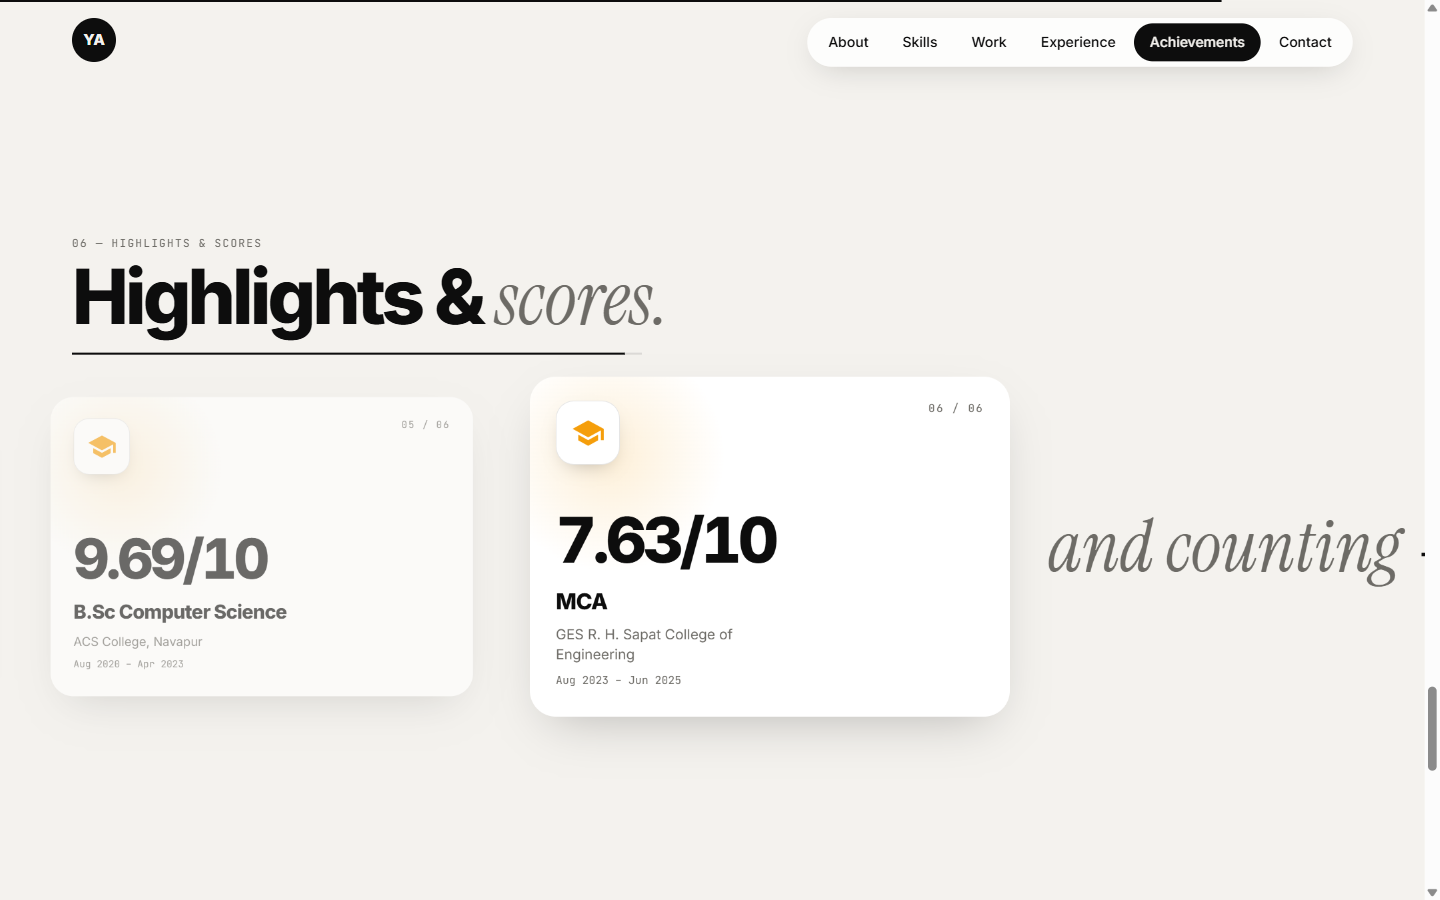 YA
About
Skills
Work
Experience
Achievements
Contact
06 — HIGHLIGHTS & SCORES
Highlights & scores.
05 / 06
9.69/10
B.Sc Computer Science
ACS College, Navapur
Aug 2020 – Apr 2023
06 / 06
7.63/10
MCA
GES R. H. Sapat College of
Engineering
Aug 2023 – Jun 2025
and counting